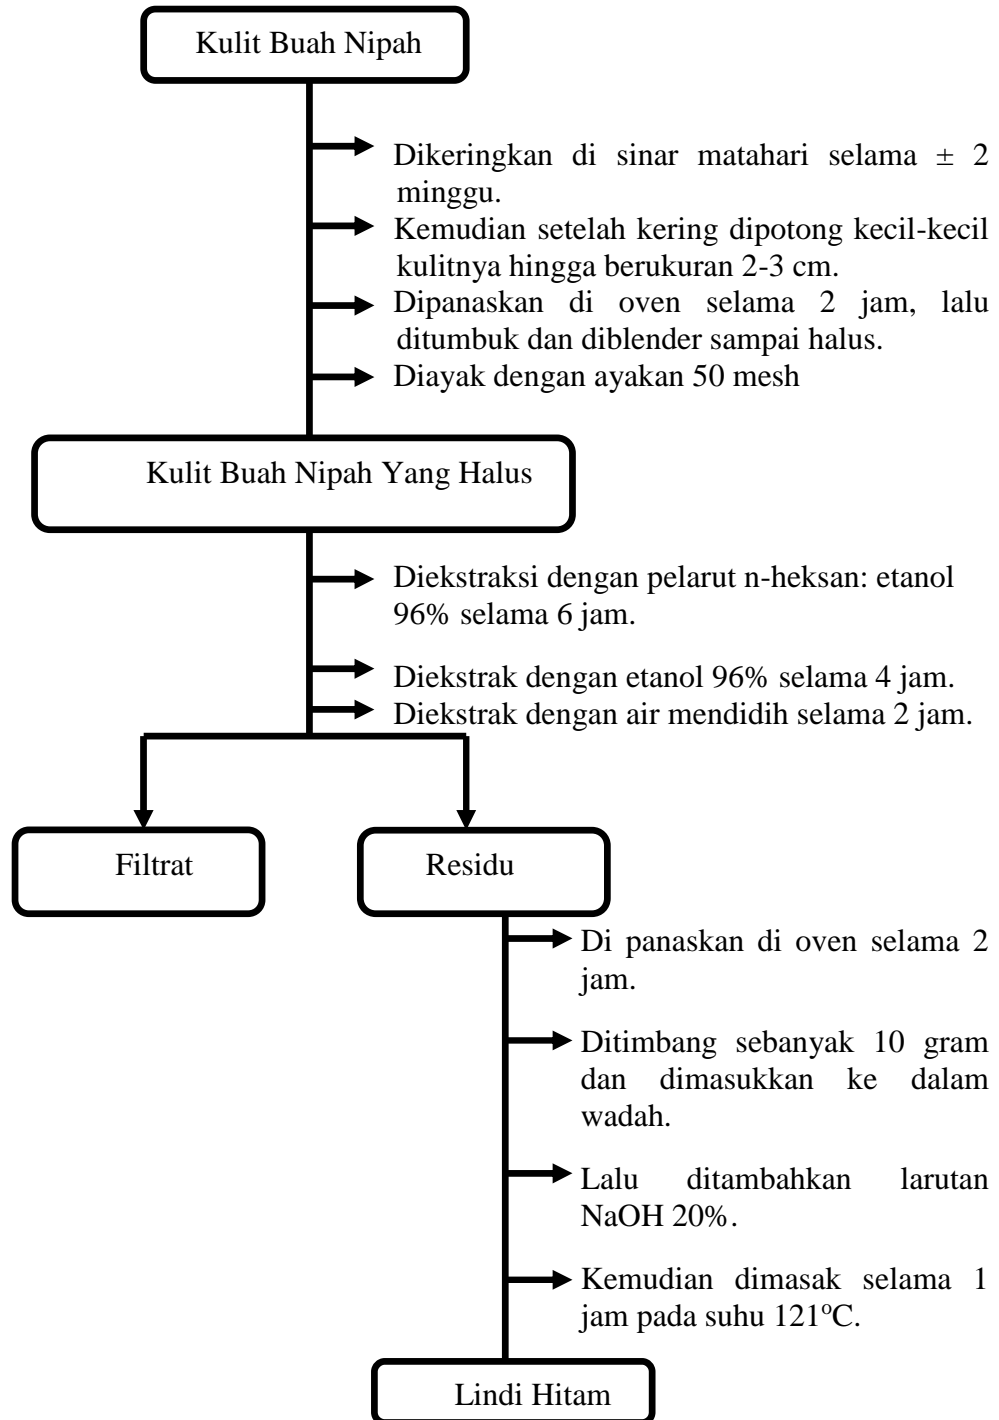 Kulit Buah Nipah
Dikeringkan di sinar matahari selama ± 2
minggu.
Kemudian setelah kering dipotong kecil-kecil
kulitnya hingga berukuran 2-3 cm.
Dipanaskan di oven selama 2 jam, lalu
ditumbuk dan diblender sampai halus.
Diayak dengan ayakan 50 mesh
Kulit Buah Nipah Yang Halus
Diekstraksi dengan pelarut n-heksan: etanol
96% selama 6 jam.
Diekstrak dengan etanol 96% selama 4 jam.
Diekstrak dengan air mendidih selama 2 jam.
Filtrat
Residu
Di panaskan di oven selama 2
jam.
Ditimbang sebanyak 10 gram
dan dimasukkan ke dalam
wadah.
Lalu ditambahkan larutan
NaOH 20%.
Kemudian dimasak selama 1
jam pada suhu 121°C.
Lindi Hitam